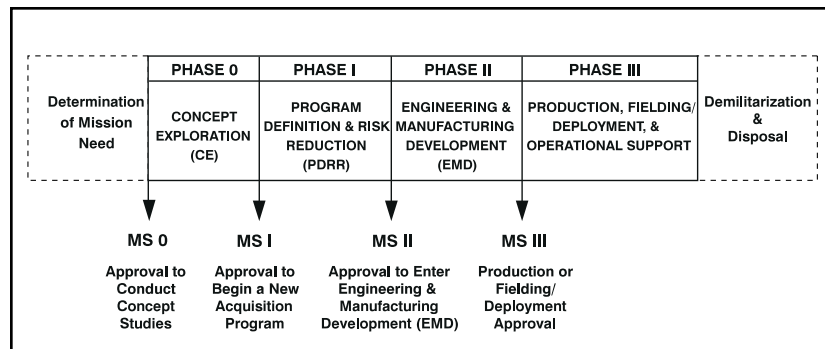 PHASE 0
PHASE I
PHASE II
PHASE III
Determination
of Mission
Need
CONCEPT
EXPLORATION
(CE)
PROGRAM
DEFINITION & RISK
REDUCTION
(PDRR)
ENGINEERING &
MANUFACTURING
DEVELOPMENT
(EMD)
PRODUCTION, FIELDING/
DEPLOYMENT, &
OPERATIONAL SUPPORT
Demilitarization
&
Disposal
MS 0
Approval to
Conduct
Concept
Studies
MS I
Approval to
Begin a New
Acquisition
Program
MS II
Approval to Enter
Engineering &
Manufacturing
Development (EMD)
MS III
Production or
Fielding/
Deployment
Approval